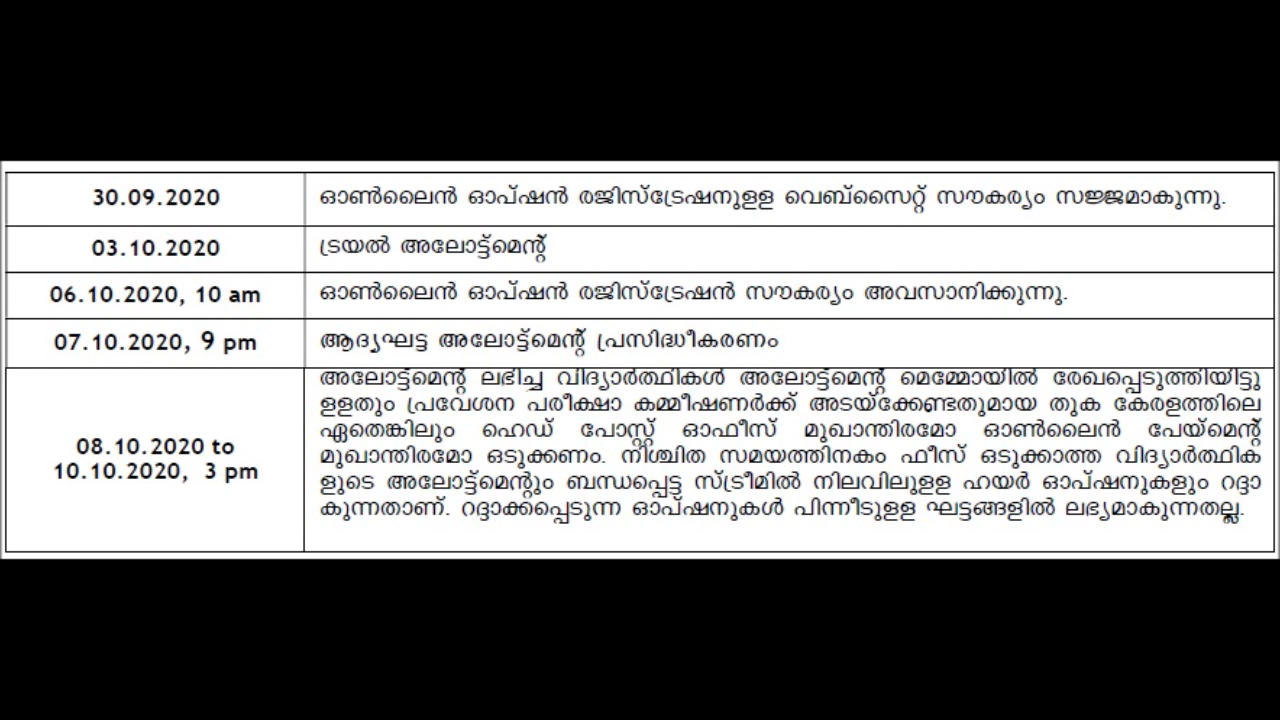 30.09.2020 ഓൺലൈൻ ഓപ്ഷൻ രജിസ്ട്രേഷനുളള വെബ്സൈറ്റ് സൗകര്യം സജ്ജമാകുന്നു.
03.10.2020 ട്രയൽ അലോട്ട്മെന്റ്
06.10.2020, 10 am ഓൺലൈൻ ഓപ്ഷൻ രജിസ്ട്രേഷൻ സൗകര്യം അവസാനിക്കുന്നു.
07.10.2020, 9 pm ആദ്യഘട്ട അലോട്ട്മെന്റ് പ്രസിദ്ധീകരണം
08.10.2020 to
10.10.2020, 3 pm
അലോട്ട്മെന്റ് ലഭിച്ച വിദ്യാർത്ഥികൾ അലോട്ട്മെന്റ് മെമ്മോയിൽ രേഖപ്പെടുത്തിയിട്ടു
ളളതും പ്രവേശന പരീക്ഷാ കമ്മീഷണർക്ക് അടയ്ക്കേണ്ടതുമായ തുക കേരളത്തിലെ
ഏതെങ്കിലും ഹെഡ് പോസ്റ്റ് ഓഫീസ് മുഖാന്തിരമോ ഓൺലൈൻ പേയ്മെന്റ്
മുഖാന്തിരമോ ഒടുക്കണം. നിശ്ചിത സമയത്തിനകം ഫീസ് ഒടുക്കാത്ത വിദ്യാർത്ഥിക
ളുടെ അലോട്ട്മെന്റും ബന്ധപ്പെട്ട സ്ട്രീമിൽ നിലവിലുളള ഹയർ ഓപ്ഷനുകളും റദ്ദാ
കുന്നതാണ്. റദ്ദാക്കപ്പെടുന്ന ഓപ്ഷനുകൾ പിന്നീടുളള ഘട്ടങ്ങളിൽ ലഭ്യമാകുന്നതല്ല.